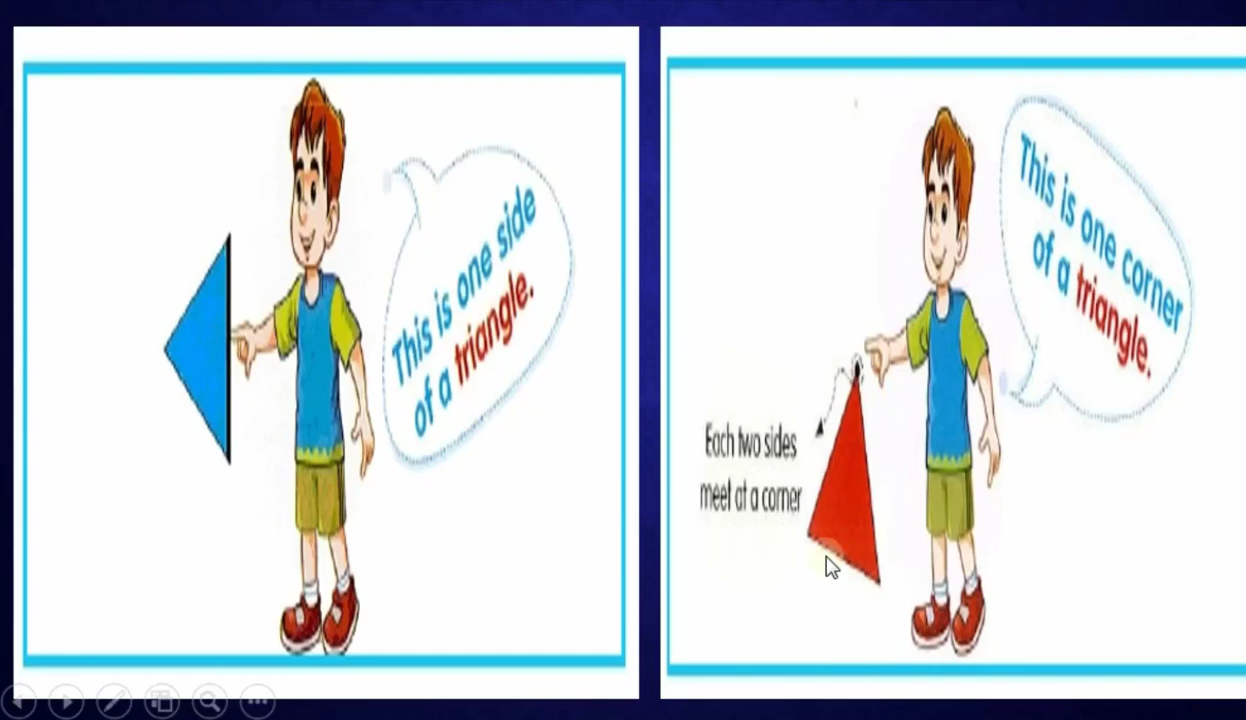 This is one side
of a triangle.
This is one corner
of a triangle.
Each two sides
meet at a corner